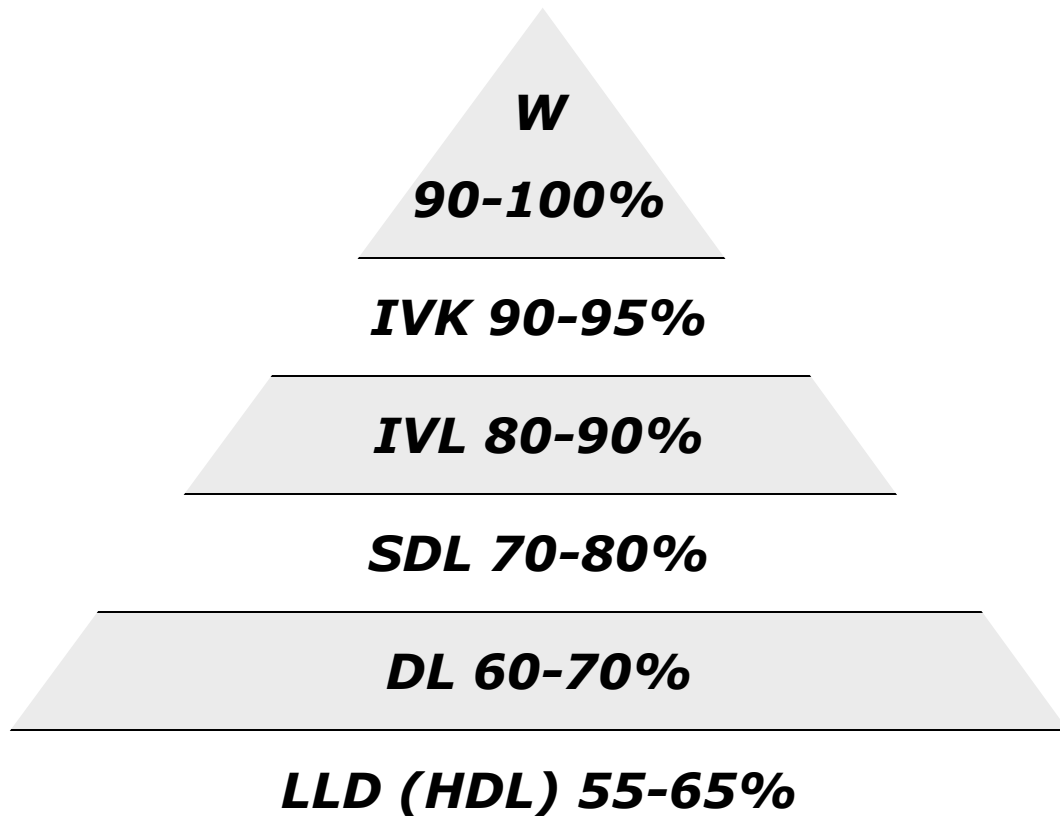 W
90-100%
IVK 90-95%
IVL 80-90%
SDL 70-80%
DL 60-70%
LLD (HDL) 55-65%